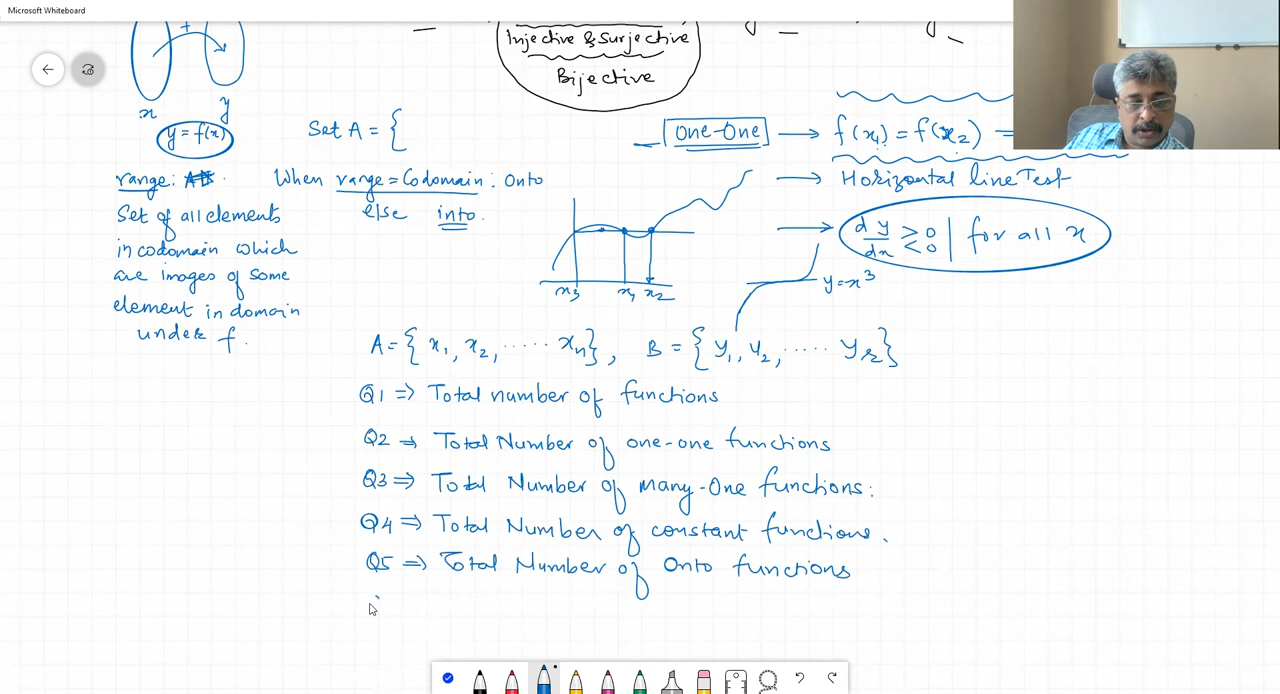 Microsoft Whiteboard
Injective & Surjective
Bijective
x
y
y = f(x)
Set A = {
one-One → f(x1) = f(x2) =
range:
When range = Codomain : Onto
else into.
→ Horizontal line Test
Set of all elements
in codomain which
are images of some
element in domain
under f.
→ dy/dx ≥ 0 ≤ 0 | for all x
x3
x1
x2
y=x³
A = { x1, x2, ...... xn}, B = { y1, y2, ...... yr}
Q1 ⇒ Total number of functions
Q2 ⇒ Total Number of one-one functions
Q3 ⇒ Total Number of many-One functions:
Q4 ⇒ Total Number of constant functions.
Q5 ⇒ Total Number of Onto functions